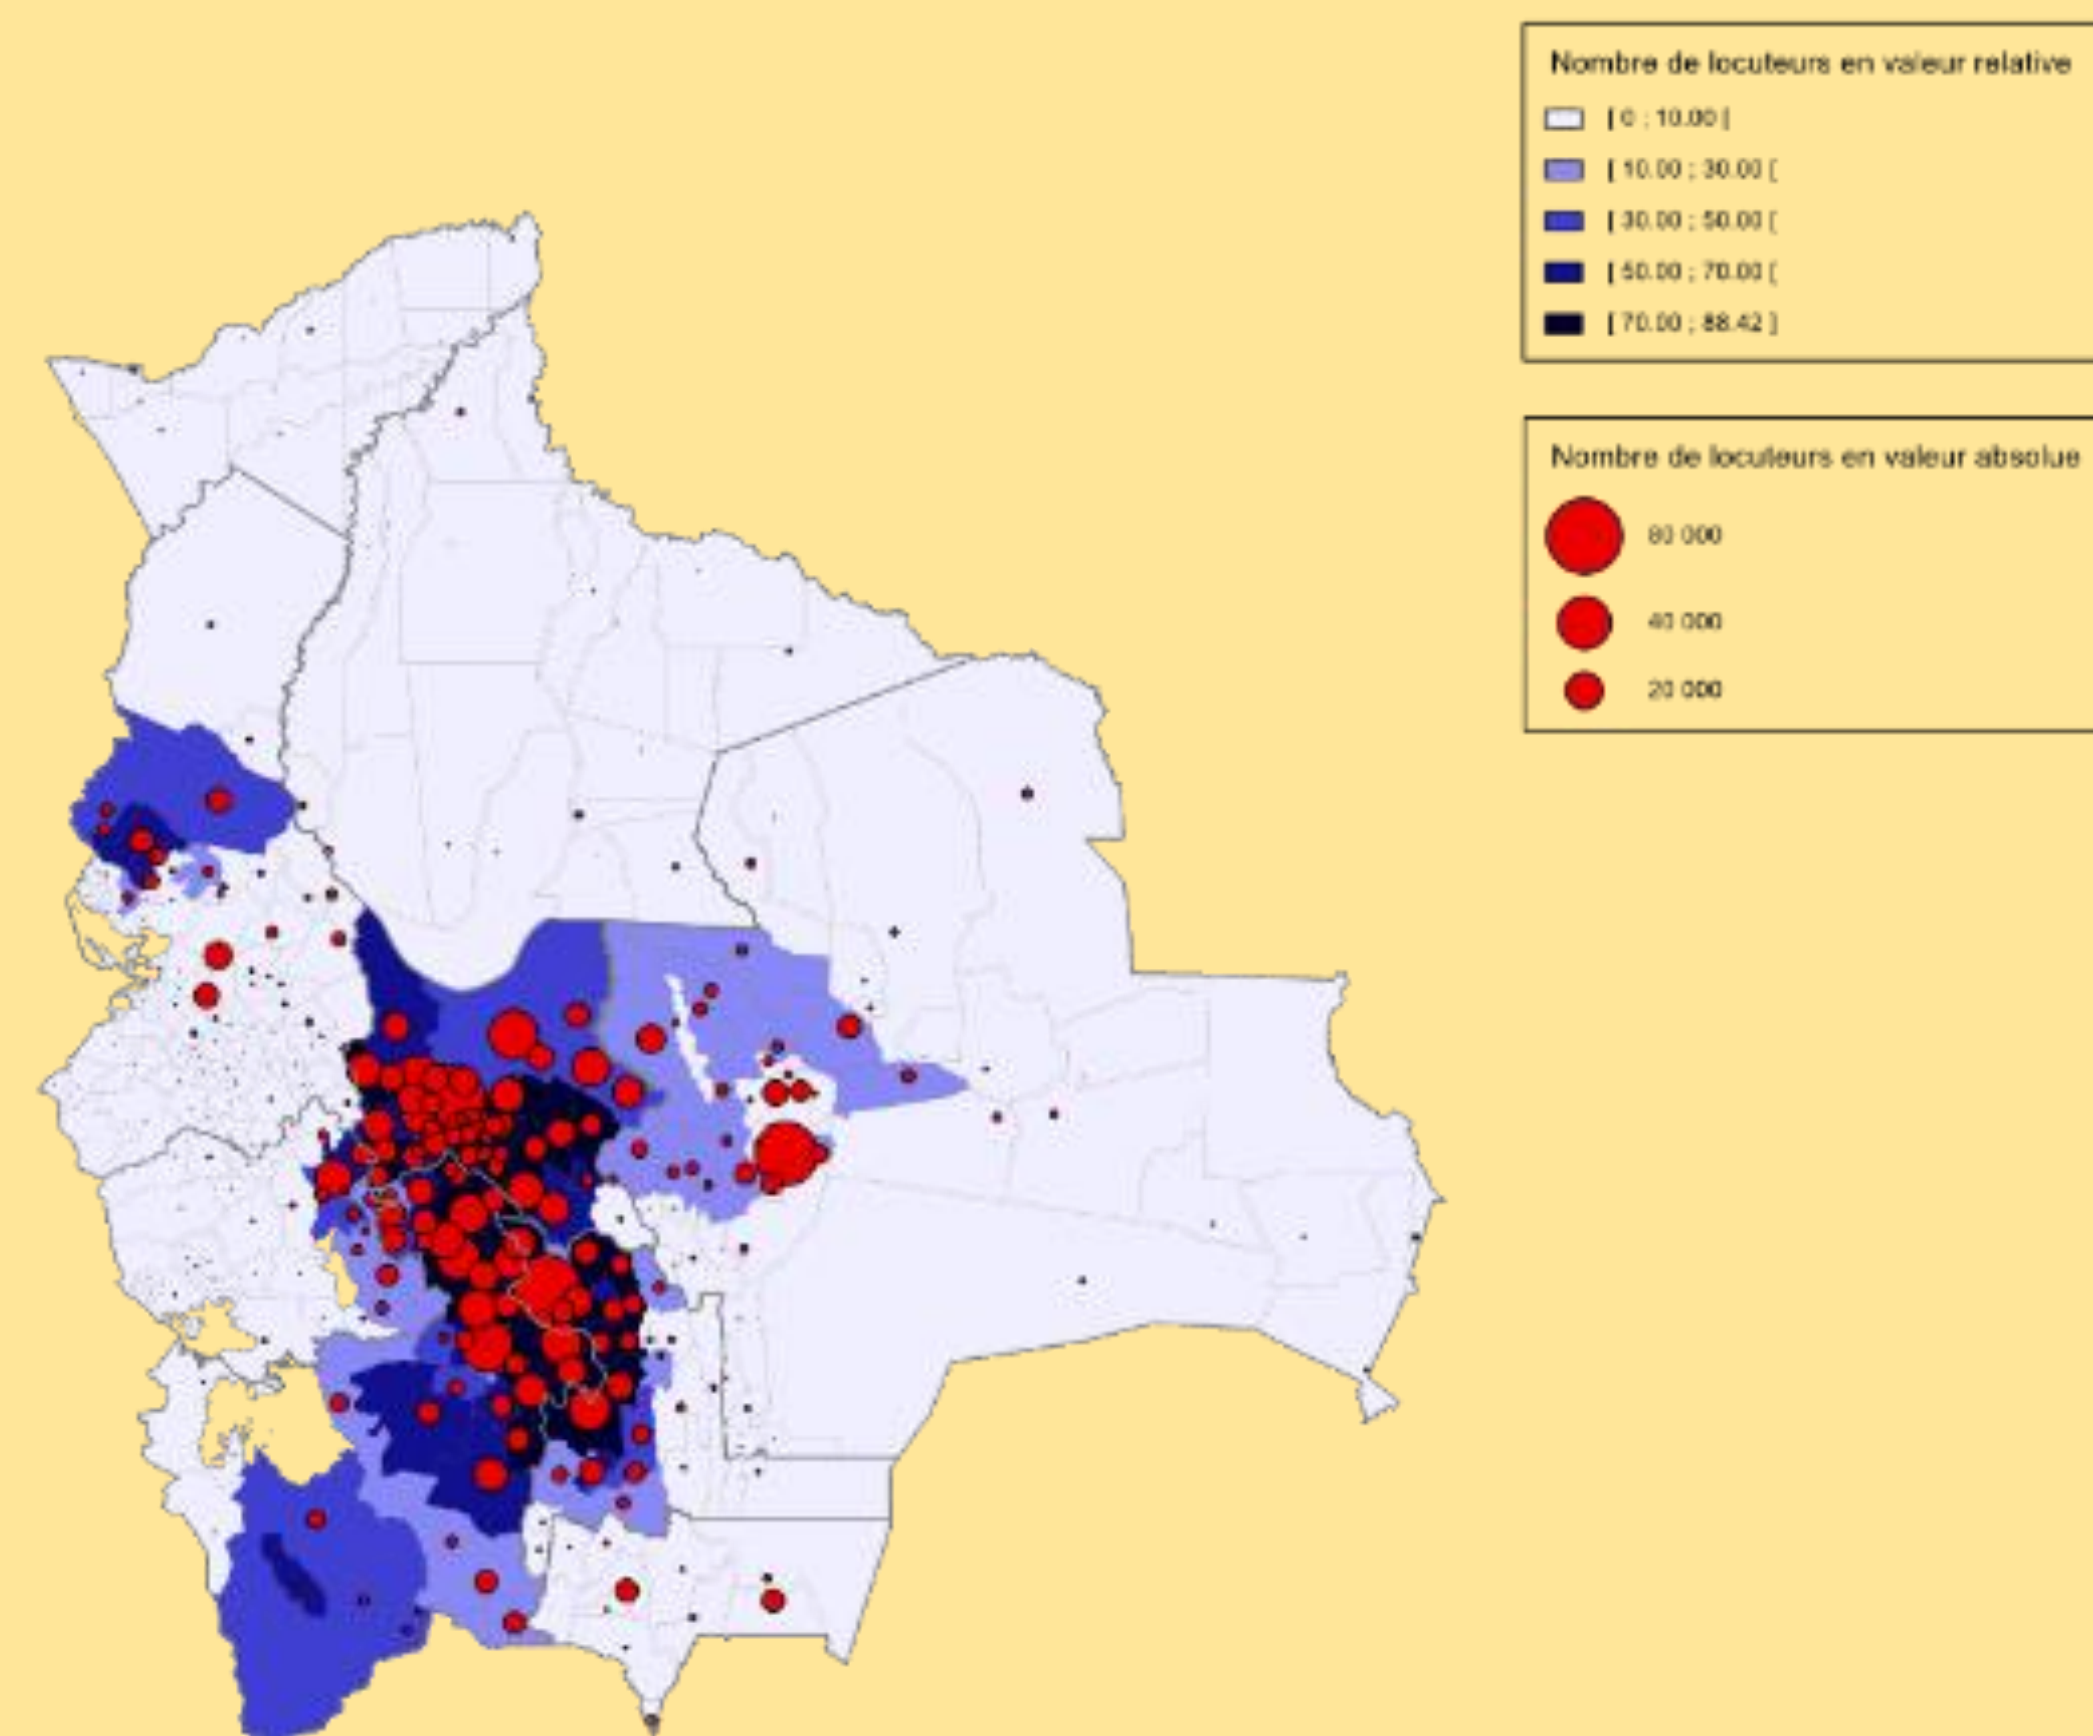 Nombre de locuteurs en valeur relative
[ 0 ; 10.00 [
[ 10.00 ; 30.00 [
[ 30.00 ; 50.00 [
[ 50.00 ; 70.00 [
[ 70.00 ; 88.42 ]
Nombre de locuteurs en valeur absolue
80 000
40 000
20 000